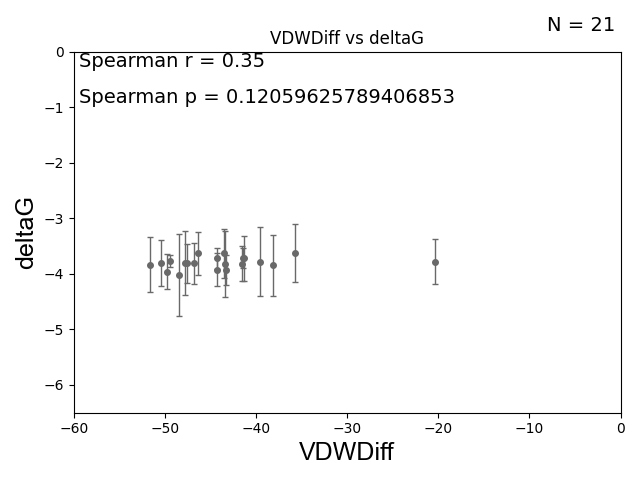 N = 21
VDWDiff vs deltaG
Spearman r = 0.35
Spearman p = 0.12059625789406853
deltaG
0
−1
−2
−3
−4
−5
−6
−60
−50
−40
−30
−20
−10
0
VDWDiff